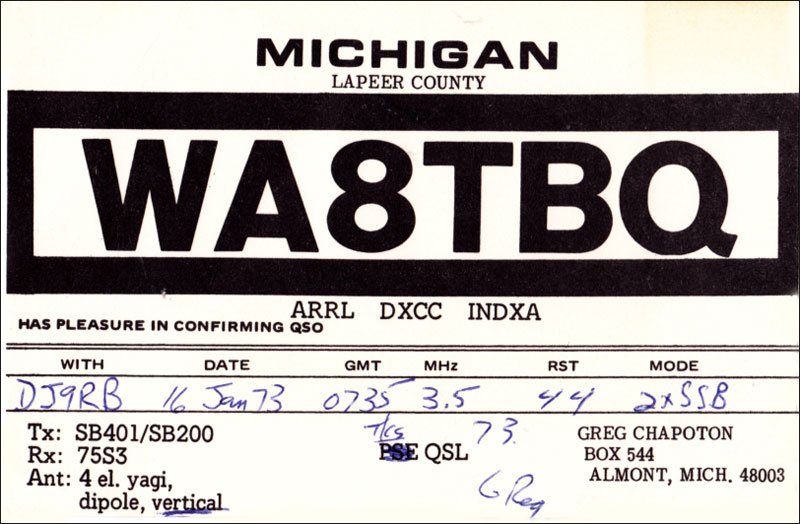 MICHIGAN
LAPEER COUNTY
WA8TBQ
ARRL DXCC INDXA
HAS PLEASURE IN CONFIRMING QSO
WITH DATE GMT MHz RST MODE
DJ9RB 16 Jan 73 0735 3.5 44 2xSSB
Tx: SB401/SB200
Rx: 75S3
Ant: 4 el. yagi,
dipole, vertical
Tks
PSE QSL
73.
Greg
GREG CHAPOTON
BOX 544
ALMONT, MICH. 48003